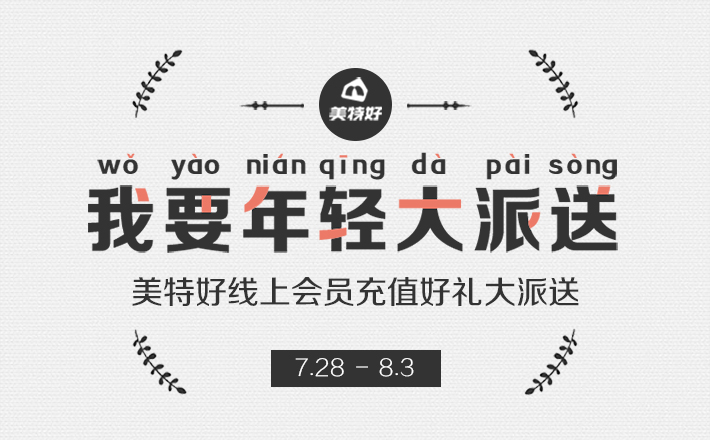 美特好
wǒ yào nián qīng dà pài sòng
我要年轻大派送
美特好线上会员充值好礼大派送
7.28 - 8.3